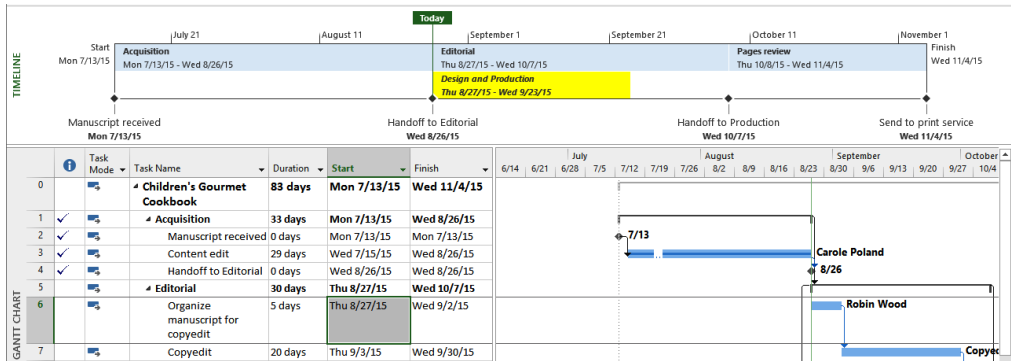 Today
July 21
August 11
September 1
September 21
October 11
November 1
TIMELINE
Start
Mon 7/13/15
Acquisition
Mon 7/13/15 - Wed 8/26/15
Editorial
Thu 8/27/15 - Wed 10/7/15
Pages review
Thu 10/8/15 - Wed 11/4/15
Finish
Wed 11/4/15
Design and Production
Thu 8/27/15 - Wed 9/23/15
Manuscript received
Mon 7/13/15
Handoff to Editorial
Wed 8/26/15
Handoff to Production
Wed 10/7/15
Send to print service
Wed 11/4/15
GANTT CHART
Task Mode Task Name Duration Start Finish
July August September October
6/14 6/21 6/28 7/5 7/12 7/19 7/26 8/2 8/9 8/16 8/23 8/30 9/6 9/13 9/20 9/27 10/4
0 Children's Gourmet Cookbook 83 days Mon 7/13/15 Wed 11/4/15
1 Acquisition 33 days Mon 7/13/15 Wed 8/26/15
2 Manuscript received 0 days Mon 7/13/15 Mon 7/13/15 7/13
3 Content edit 29 days Wed 7/15/15 Wed 8/26/15 Carole Poland
4 Handoff to Editorial 0 days Wed 8/26/15 Wed 8/26/15 8/26
5 Editorial 30 days Thu 8/27/15 Wed 10/7/15
6 Organize manuscript for copyedit 5 days Thu 8/27/15 Wed 9/2/15 Robin Wood
7 Copyedit 20 days Thu 9/3/15 Wed 9/30/15 Copyed